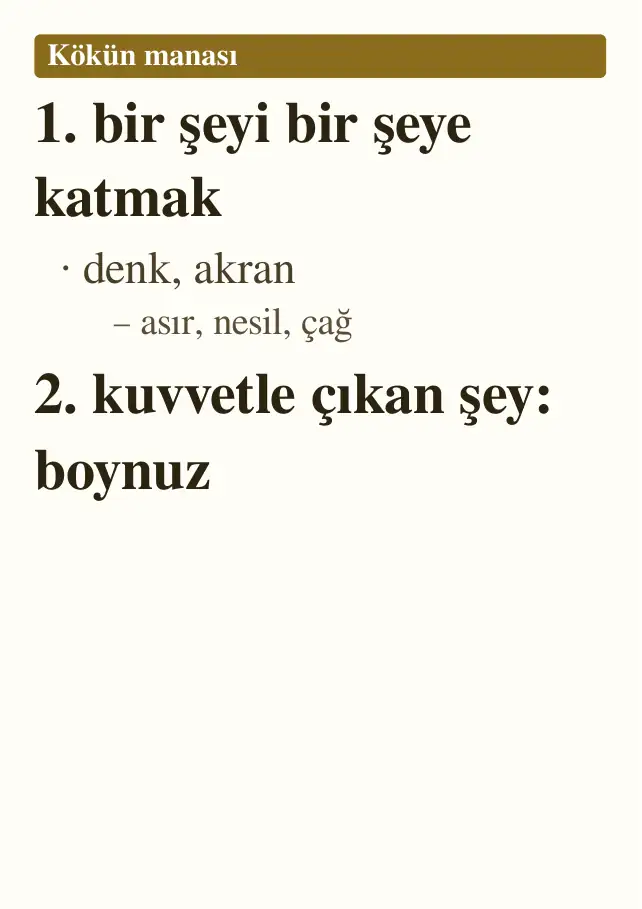 Kökün manası
1. bir şeyi bir şeye
katmak
· denk, akran
– asır, nesil, çağ
2. kuvvetle çıkan şey:
boynuz